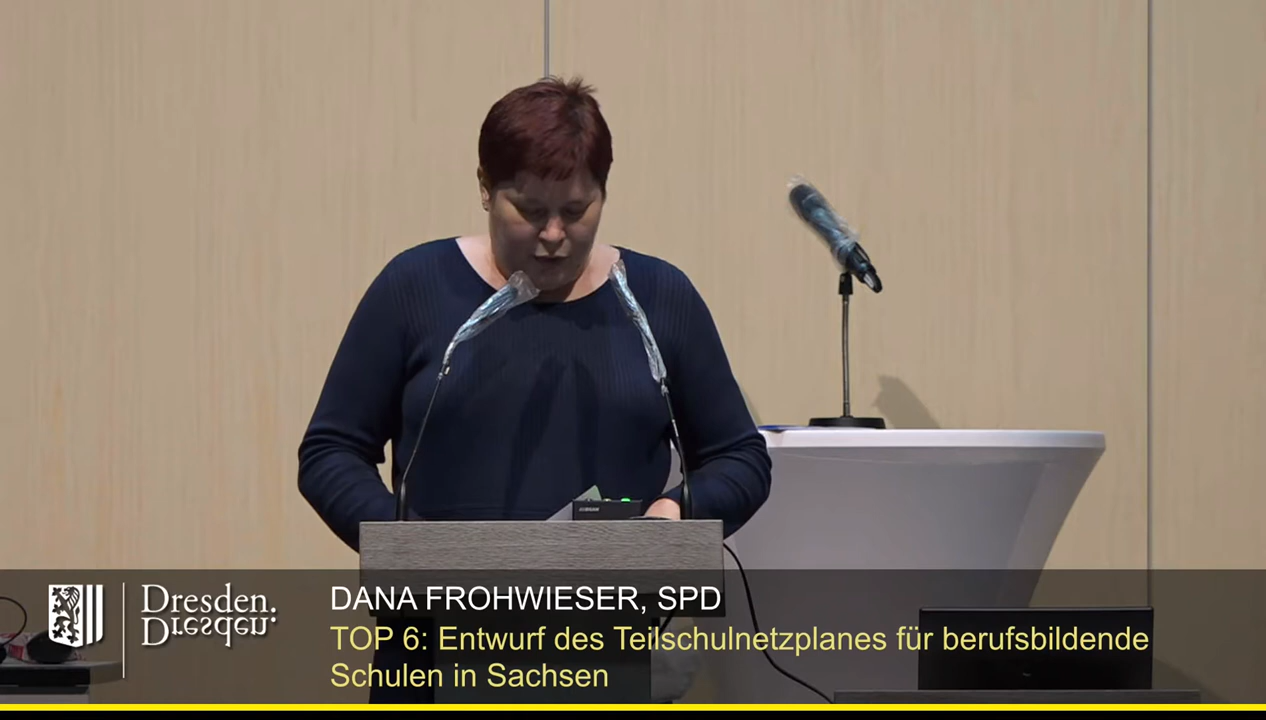 Dresden.
Dresden.
DANA FROHWIESER, SPD
TOP 6: Entwurf des Teilschulnetzplanes für berufsbildende
Schulen in Sachsen